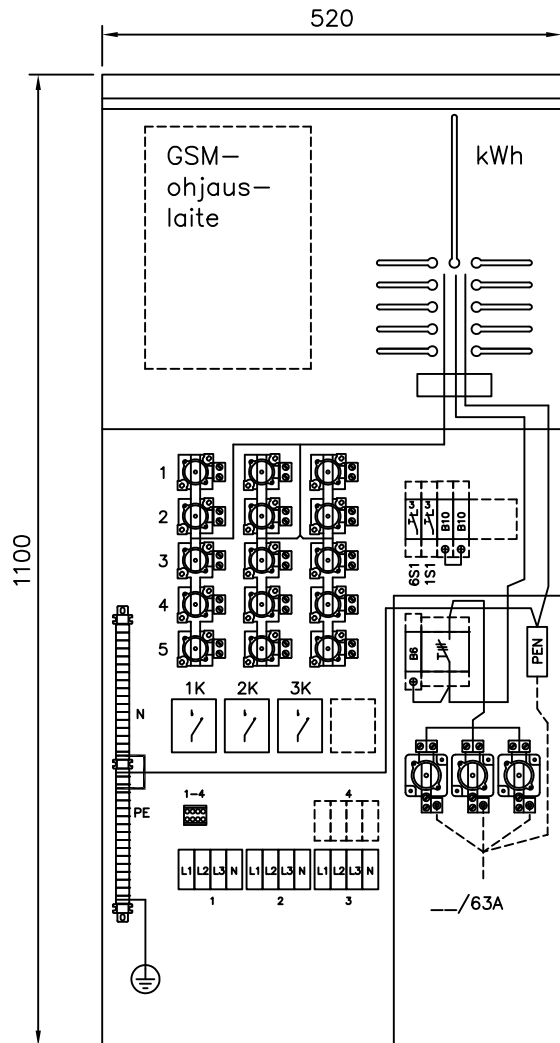 520
GSM–
ohjaus–
laite
kWh
1100
1
2
3
4
5
3
3
B10
B10
6S1
1S1
B6
PEN
1K
2K
3K
N
PE
1–4
4
L1 L2 L3 N
L1 L2 L3 N
L1 L2 L3 N
1
2
3
__/63A